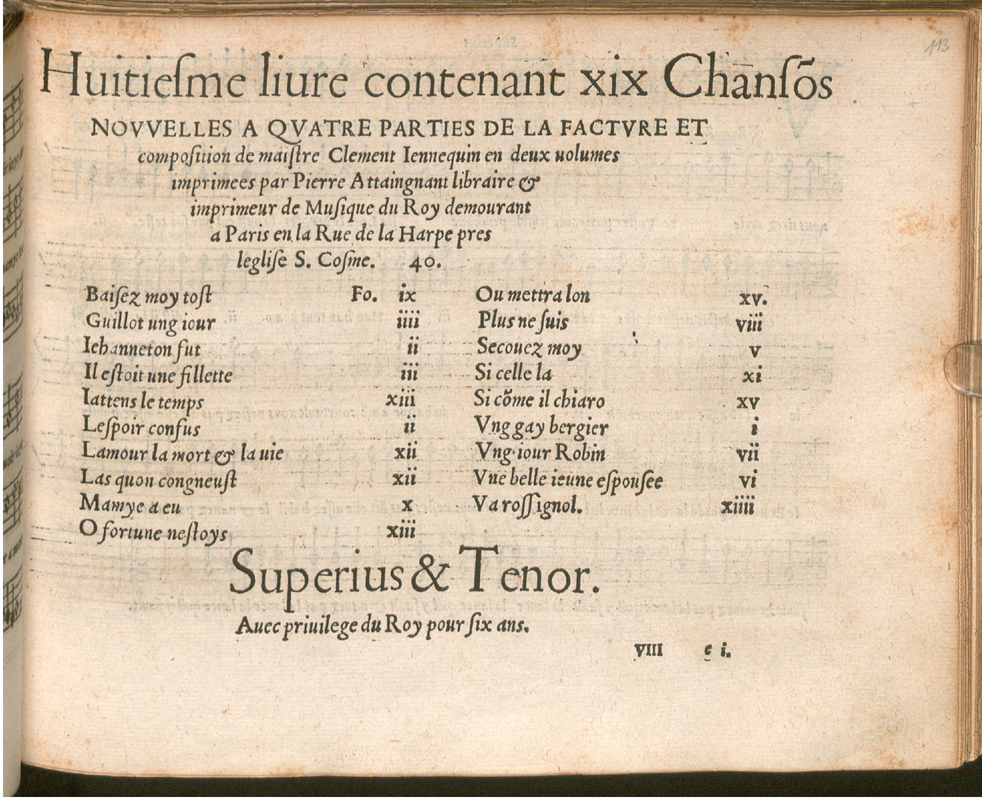 113
Huitieſme liure contenant xix Chanſõs
NOVVELLES A QVATRE PARTIES DE LA FACTVRE ET
compoſition de maiſtre Clement Iennequin en deux uolumes
imprimees par Pierre Attaingnant libraire &
imprimeur de Muſique du Roy demourant
a Paris en la Rue de la Harpe pres
legliſe S. Coſme. 40.
Baiſez moy toſt Fo. ix
Guillot ung iour iiii
Iehanneton fut ii
Il eſtoit une fillette iii
Iattens le temps xiii
Leſpoir confus ii
Lamour la mort & la uie xii
Las quon congneuſt xii
Mamye a eu x
O fortune neſtoys xiii
Ou mettra lon xv.
Plus ne ſuis viii
Secouez moy v
Si celle la xi
Si cõme il chiaro xv
Vng gay bergier i
Vng iour Robin vii
Vne belle ieune eſpouſee vi
Va roſſignol. xiiii
Superius & Tenor.
Auec priuilege du Roy pour ſix ans.
VIII c i.